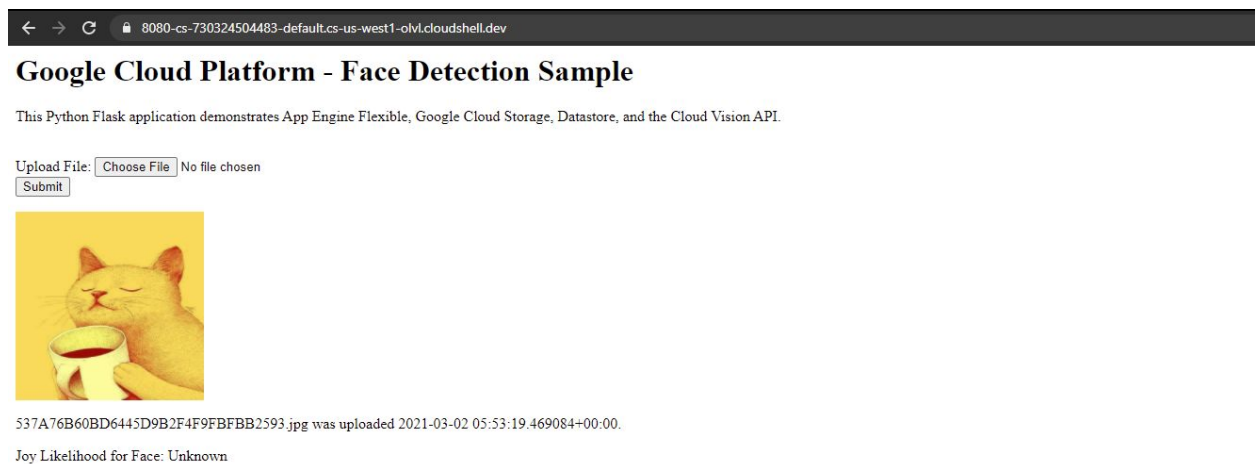 8080-cs-730324504483-default.cs-us-west1-olvl.cloudshell.dev
Google Cloud Platform - Face Detection Sample
This Python Flask application demonstrates App Engine Flexible, Google Cloud Storage, Datastore, and the Cloud Vision API.
Upload File: Choose File No file chosen
Submit
537A76B60BD6445D9B2F4F9FBFBB2593.jpg was uploaded 2021-03-02 05:53:19.469084+00:00.
Joy Likelihood for Face: Unknown